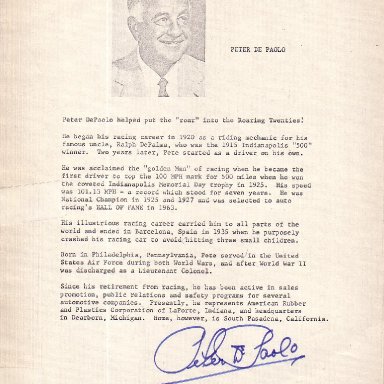 PETER DE PAOLO
Peter DePaolo helped put the "roar" into the Roaring Twenties!
He began his racing career in 1920 as a riding mechanic for his
famous uncle, Ralph DePalma, who was the 1915 Indianapolis "500"
winner. Two years later, Pete started as a driver on his own.
He was acclaimed the "golden Man" of racing when he became the
first driver to top the 100 MPH mark for 500 miles when he won
the coveted Indianapolis Memorial Day trophy in 1925. His speed
was 101.13 MPH - a record which stood for seven years. He was
National Champion in 1925 and 1927 and was selected to auto
racing's HALL OF FAME in 1963.
His illustrious racing career carried him to all parts of the
world and ended in Barcelona, Spain in 1935 when he purposely
crashed his racing car to avoid hitting three small children.
Born in Philadelphia, Pennsylvania, Pete served in the United
States Air Force during both World Wars, and after World War II
was discharged as a Lieutenant Colonel.
Since his retirement from racing, he has been active in sales
promotion, public relations and safety programs for several
automotive companies. Presently, he represents American Rubber
and Plastics Corporation of LaPorte, Indiana, and headquarters
in Dearborn, Michigan. Home, however, is South Pasadena, California.
Peter De Paolo